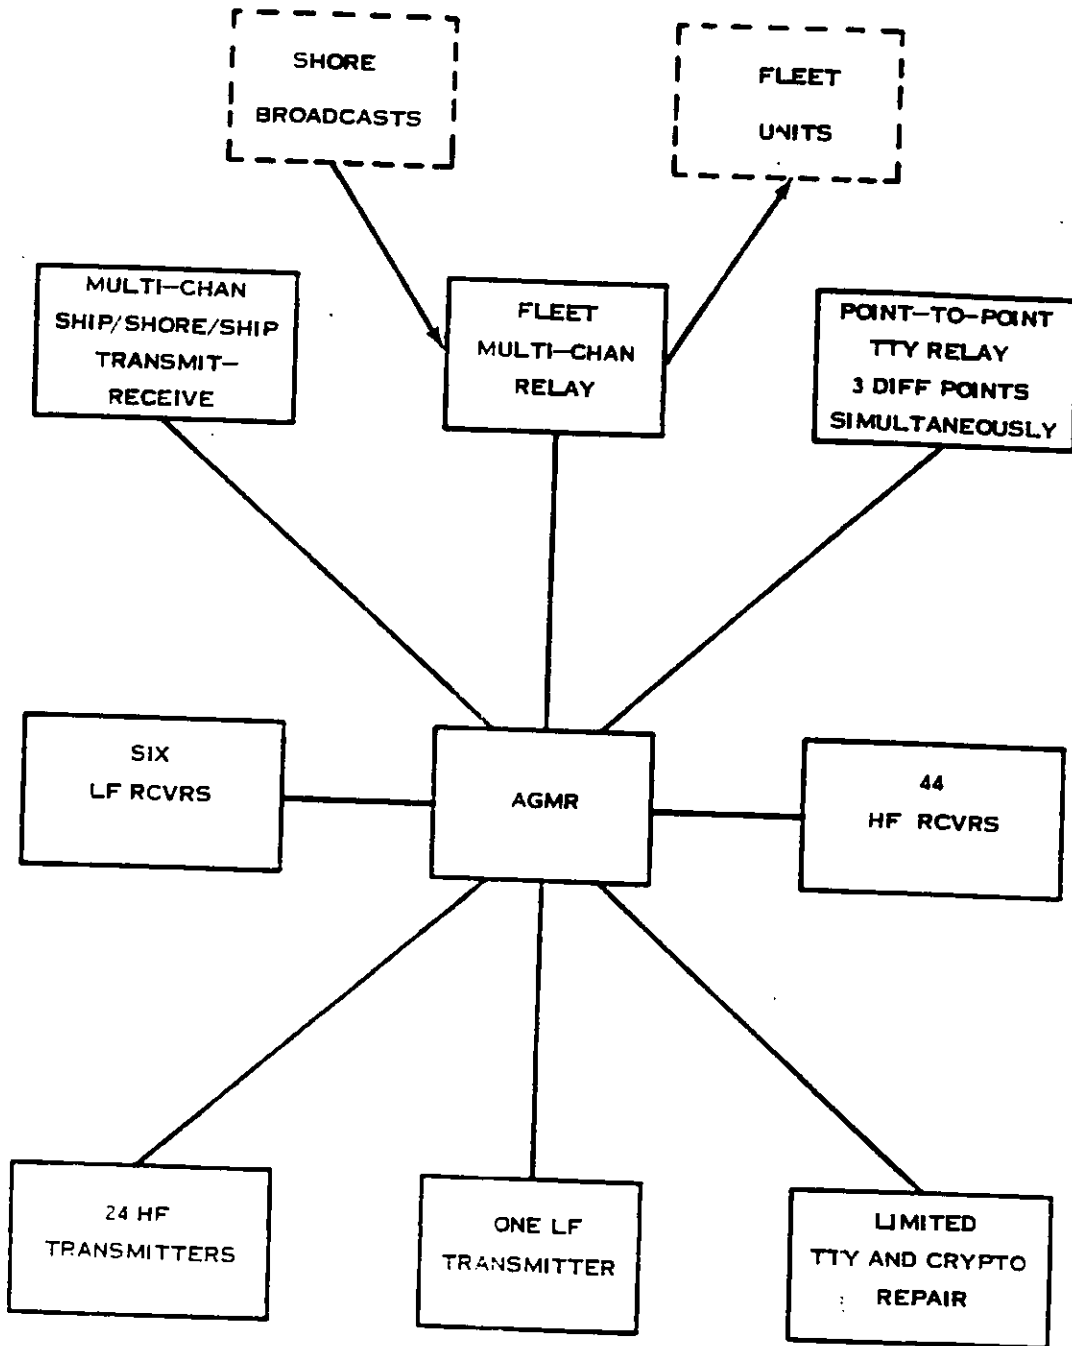 SHORE
BROADCASTS
FLEET
UNITS
MULTI-CHAN
SHIP/SHORE/SHIP
TRANSMIT-
RECEIVE
FLEET
MULTI-CHAN
RELAY
POINT-TO-POINT
TTY RELAY
3 DIFF POINTS
SIMULTANEOUSLY
SIX
LF RCVRS
AGMR
44
HF RCVRS
24 HF
TRANSMITTERS
ONE LF
TRANSMITTER
LIMITED
TTY AND CRYPTO
REPAIR